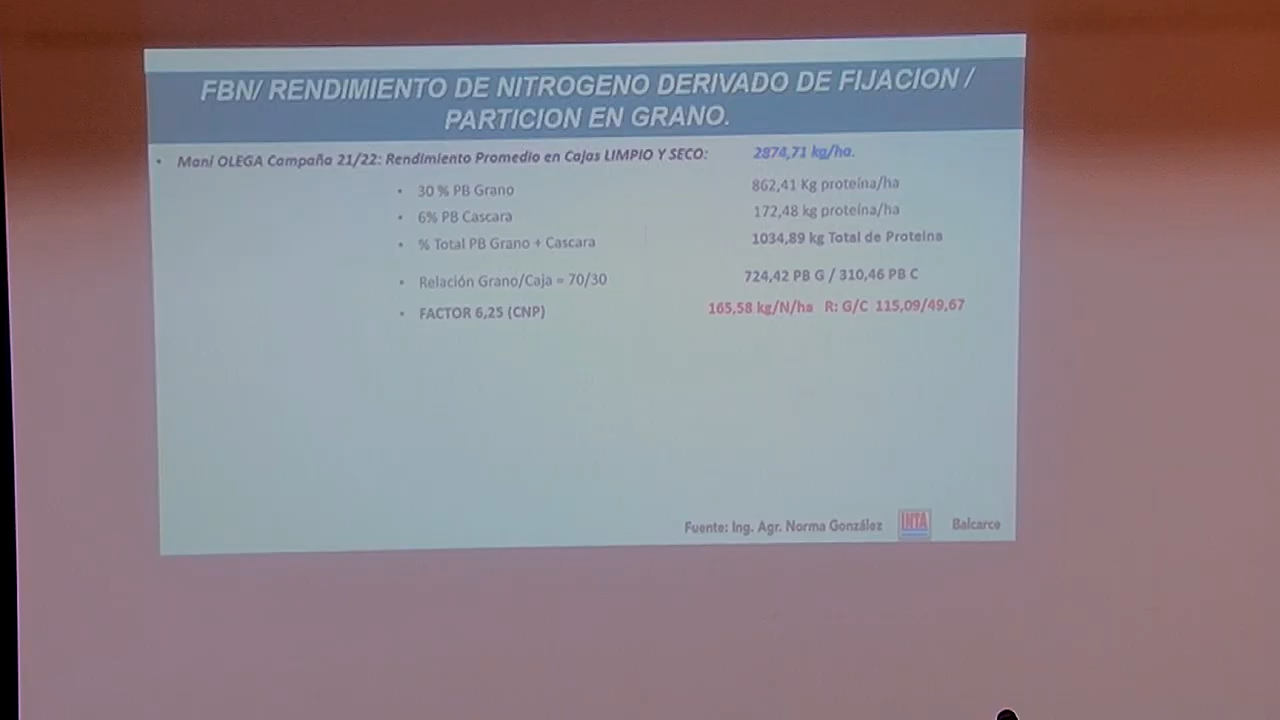 FBN/ RENDIMIENTO DE NITROGENO DERIVADO DE FIJACION /
PARTICION EN GRANO.
• Maní OLEGA Campaña 21/22: Rendimiento Promedio en Cajas LIMPIO Y SECO: 2874,71 kg/ha.
• 30 % PB Grano 862,41 Kg proteína/ha
• 6% PB Cascara 172,48 kg proteína/ha
• % Total PB Grano + Cascara 1034,89 kg Total de Proteina
• Relación Grano/Caja = 70/30 724,42 PB G / 310,46 PB C
• FACTOR 6,25 (CNP) 165,58 kg/N/ha R: G/C 115,09/49,67
Fuente: Ing. Agr. Norma González INTA Balcarce